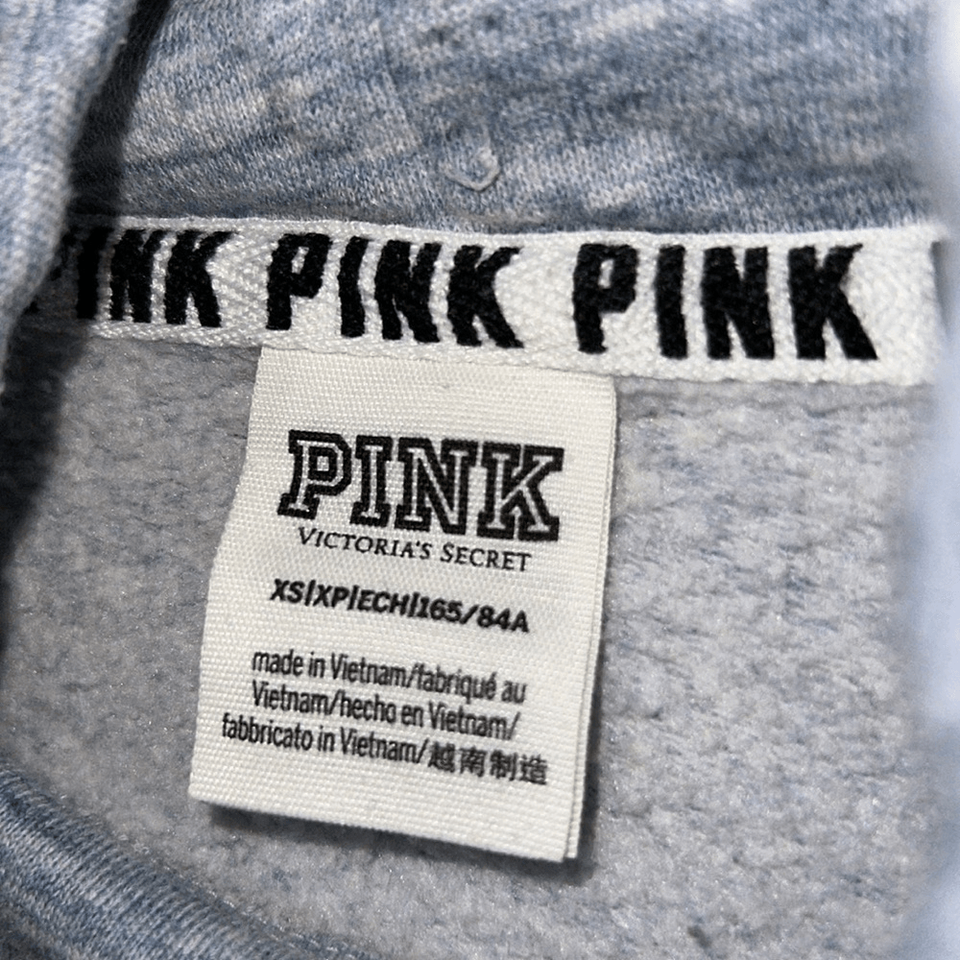 PINK PINK PINK
PINK
VICTORIA'S SECRET
XS|XP|ECH|165/84A
made in Vietnam/fabriqué au
Vietnam/hecho en Vietnam/
fabbricato in Vietnam/越南制造